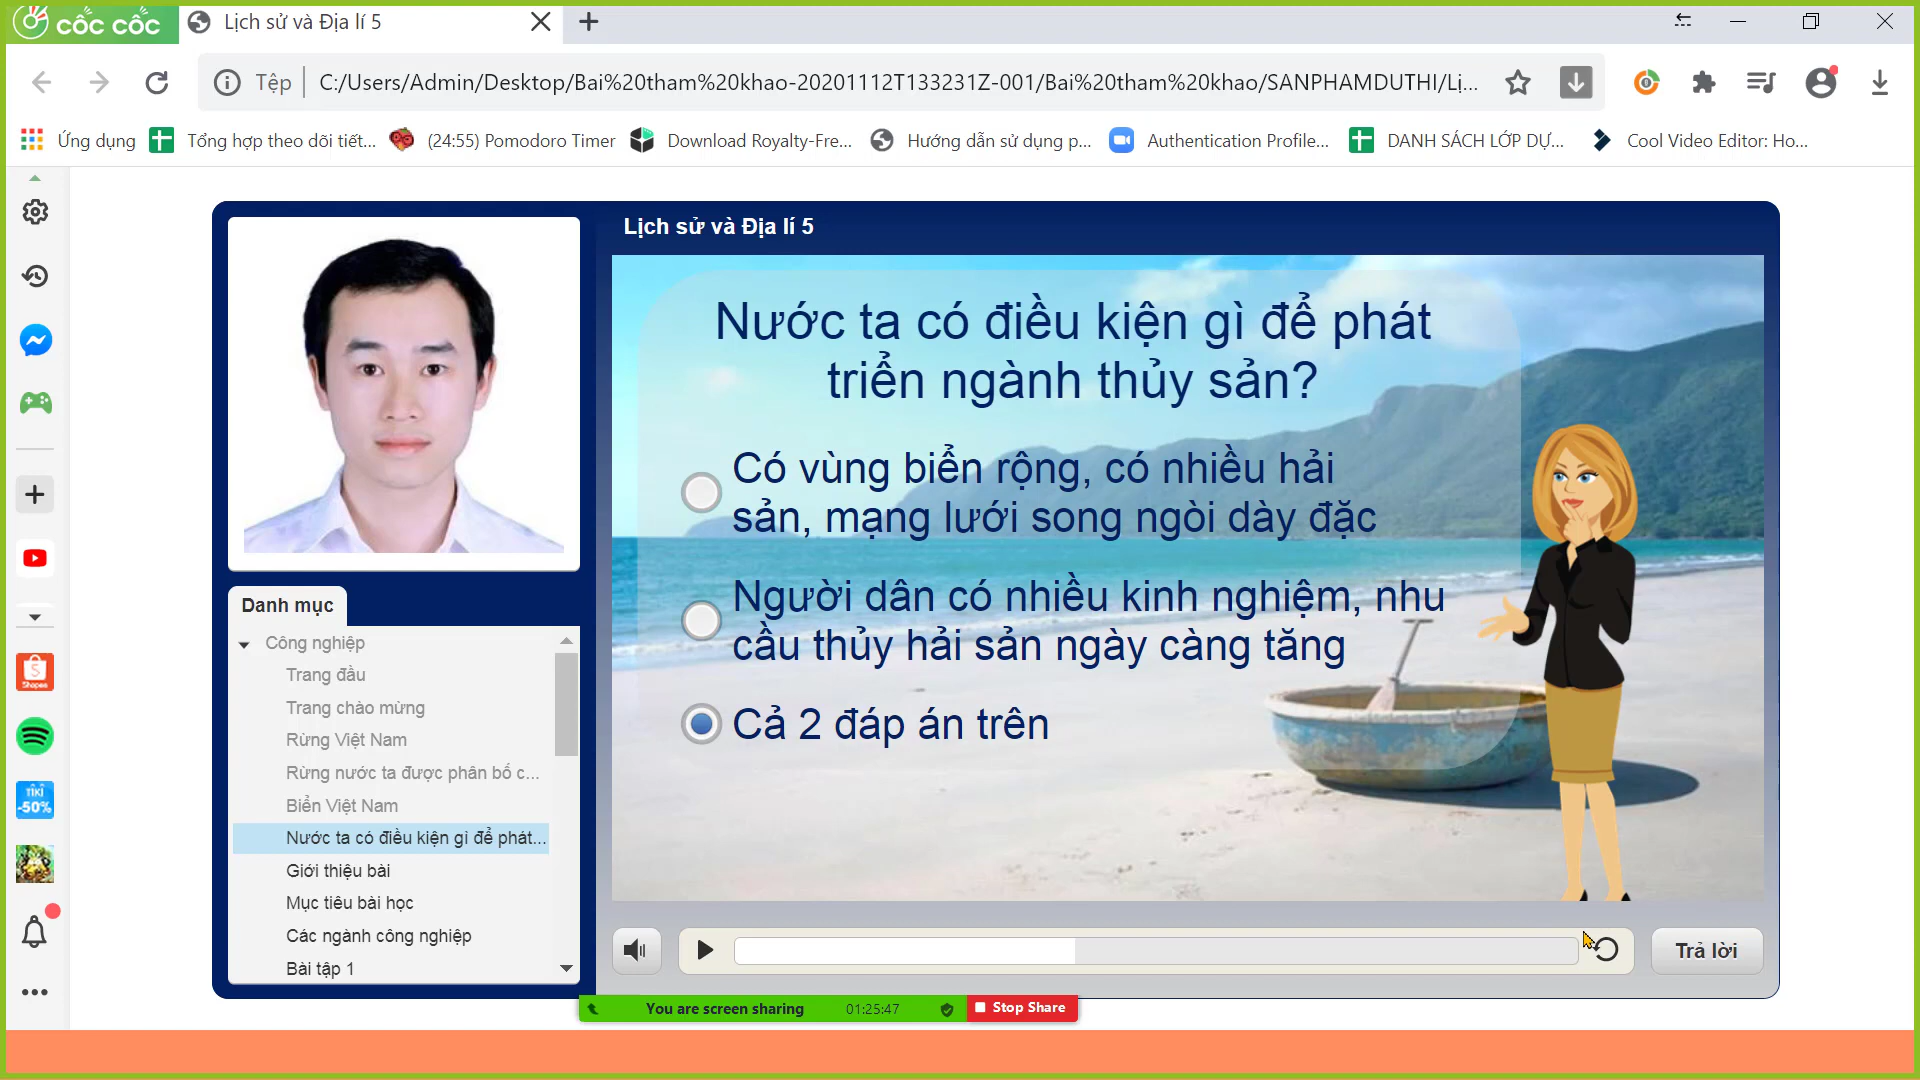 cốc cốc
Lịch sử và Địa lí 5
Tệp
C:/Users/Admin/Desktop/Bai%20tham%20khao-20201112T133231Z-001/Bai%20tham%20khao/SANPHAMDUTHI/Lị...
Ứng dụng
Tổng hợp theo dõi tiết...
(24:55) Pomodoro Timer
Download Royalty-Fre...
Hướng dẫn sử dụng p...
Authentication Profile...
DANH SÁCH LỚP DỰ...
Cool Video Editor: Ho...
Lịch sử và Địa lí 5
Nước ta có điều kiện gì để phát
triển ngành thủy sản?
Có vùng biển rộng, có nhiều hải
sản, mạng lưới song ngòi dày đặc
Người dân có nhiều kinh nghiệm, nhu
cầu thủy hải sản ngày càng tăng
Cả 2 đáp án trên
Danh mục
Công nghiệp
Trang đầu
Trang chào mừng
Rừng Việt Nam
Rừng nước ta được phân bố c...
Biển Việt Nam
Nước ta có điều kiện gì để phát...
Giới thiệu bài
Mục tiêu bài học
Các ngành công nghiệp
Bài tập 1
Shopee
TIKI
-50%
Trả lời
You are screen sharing
01:25:47
Stop Share